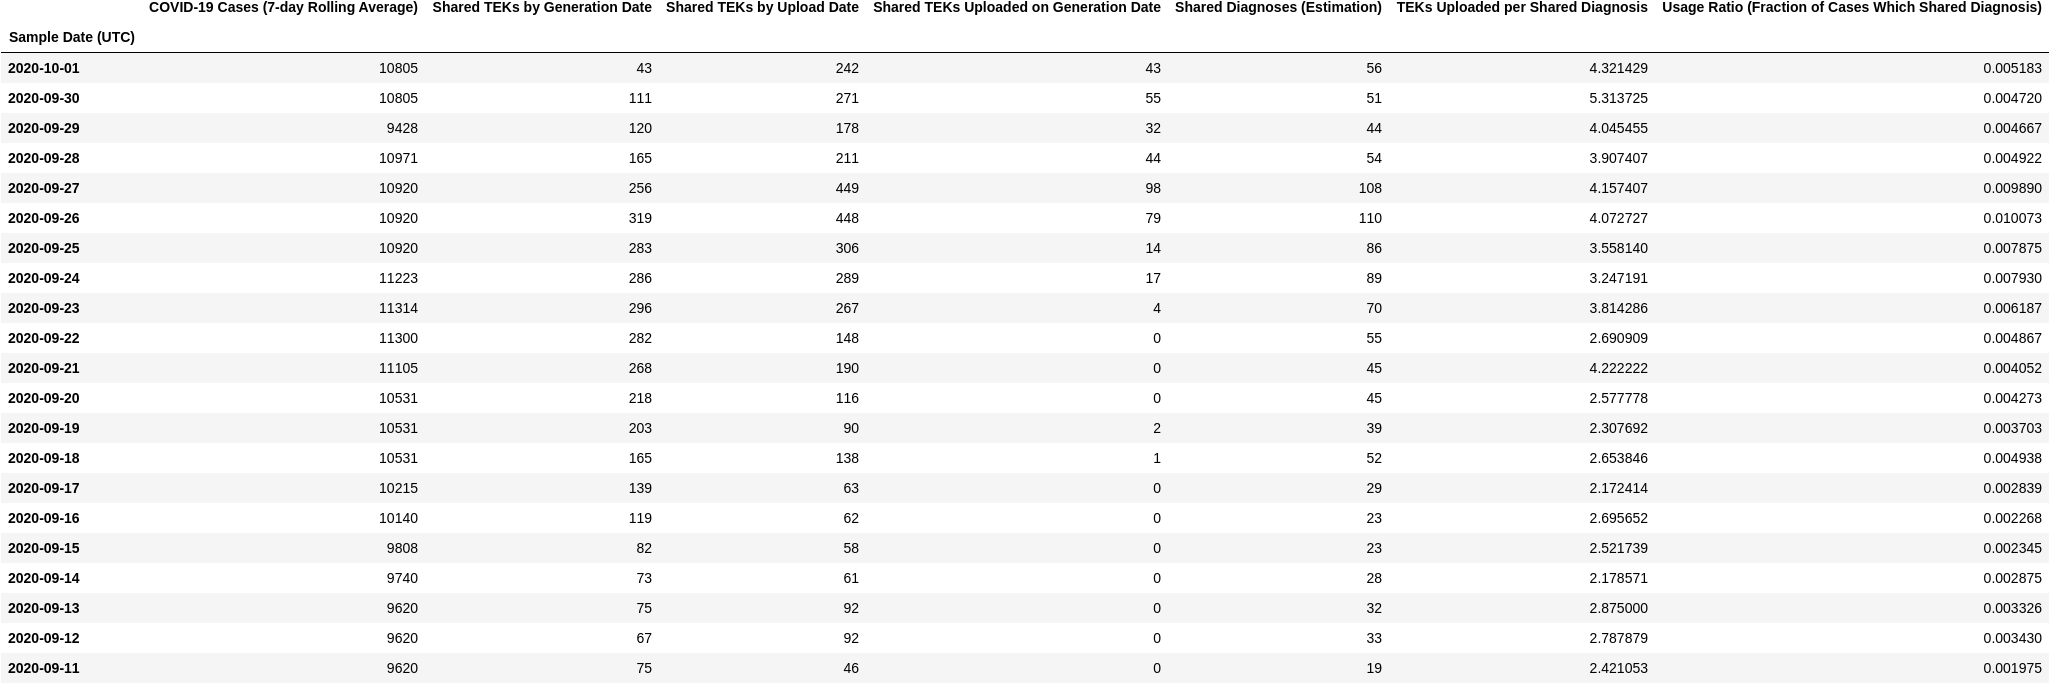 COVID-19 Cases (7-day Rolling Average) Shared TEKs by Generation Date Shared TEKs by Upload Date Shared TEKs Uploaded on Generation Date Shared Diagnoses (Estimation) TEKs Uploaded per Shared Diagnosis Usage Ratio (Fraction of Cases Which Shared Diagnosis)
Sample Date (UTC)
2020-10-01 10805 43 242 43 56 4.321429 0.005183
2020-09-30 10805 111 271 55 51 5.313725 0.004720
2020-09-29 9428 120 178 32 44 4.045455 0.004667
2020-09-28 10971 165 211 44 54 3.907407 0.004922
2020-09-27 10920 256 449 98 108 4.157407 0.009890
2020-09-26 10920 319 448 79 110 4.072727 0.010073
2020-09-25 10920 283 306 14 86 3.558140 0.007875
2020-09-24 11223 286 289 17 89 3.247191 0.007930
2020-09-23 11314 296 267 4 70 3.814286 0.006187
2020-09-22 11300 282 148 0 55 2.690909 0.004867
2020-09-21 11105 268 190 0 45 4.222222 0.004052
2020-09-20 10531 218 116 0 45 2.577778 0.004273
2020-09-19 10531 203 90 2 39 2.307692 0.003703
2020-09-18 10531 165 138 1 52 2.653846 0.004938
2020-09-17 10215 139 63 0 29 2.172414 0.002839
2020-09-16 10140 119 62 0 23 2.695652 0.002268
2020-09-15 9808 82 58 0 23 2.521739 0.002345
2020-09-14 9740 73 61 0 28 2.178571 0.002875
2020-09-13 9620 75 92 0 32 2.875000 0.003326
2020-09-12 9620 67 92 0 33 2.787879 0.003430
2020-09-11 9620 75 46 0 19 2.421053 0.001975